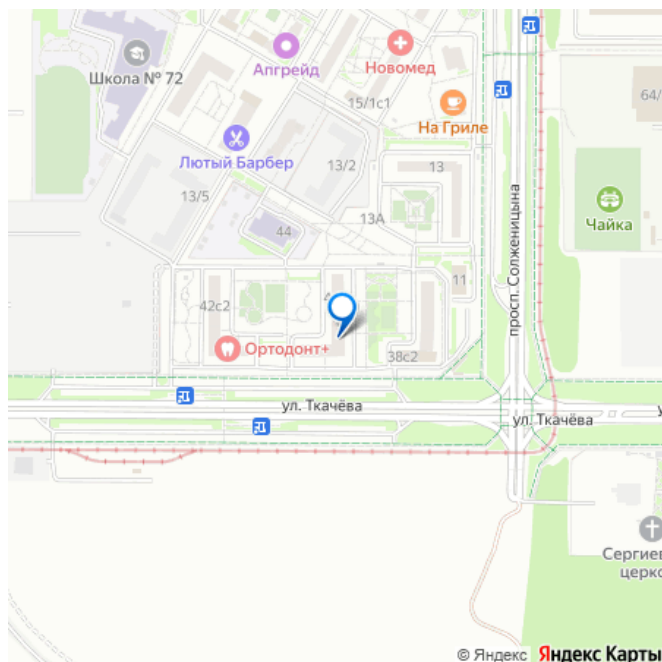 Школа № 72
Апгрейд
Новомед
15/1с1
На Гриле
64/
Лютый Барбер
13/2
13
13/5
13А
44
просп. Солженицына
Чайка
11
42с2
Ортодонт+
38с2
ул. Ткачёва
ул. Ткачёва
у
Сергиев
церко
© Яндекс Яндекс Карты